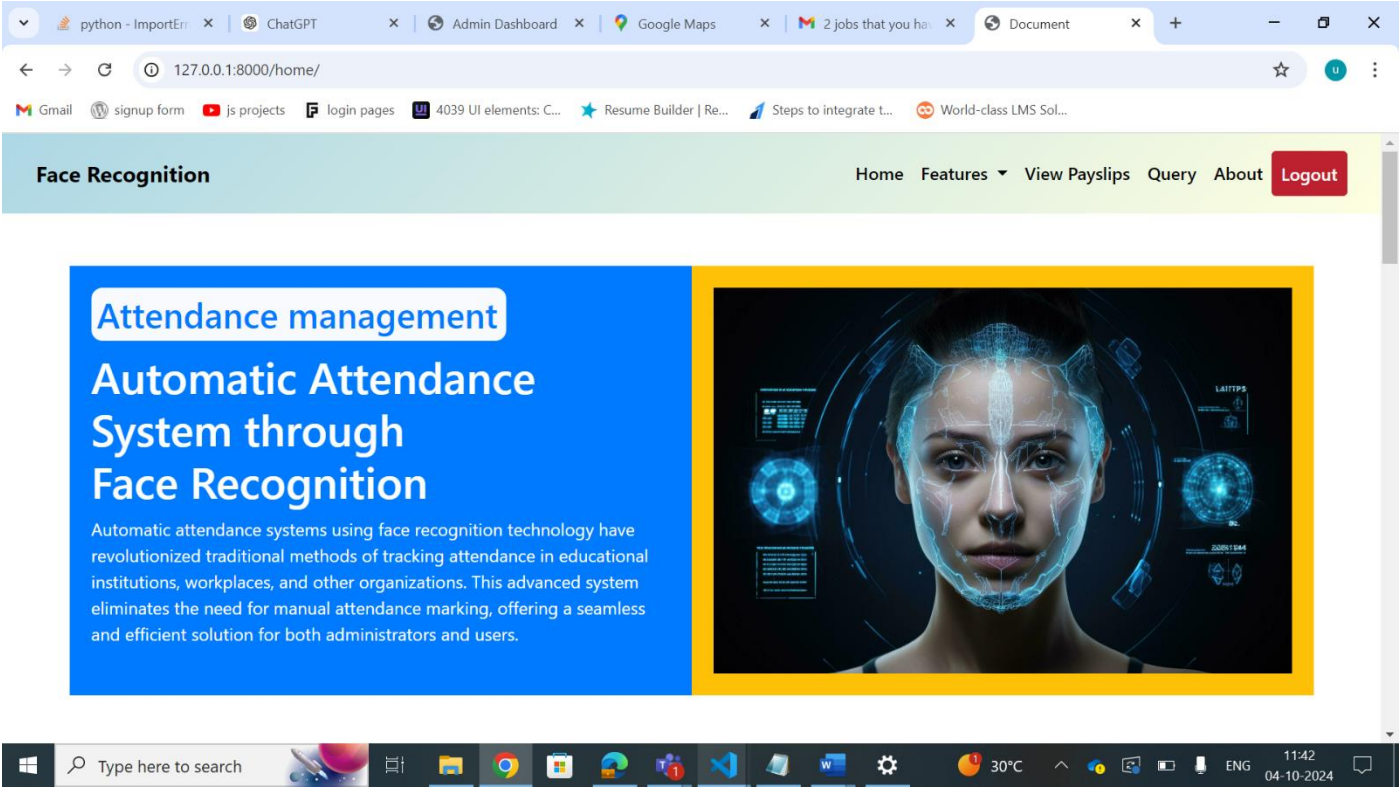 python - ImportErr
ChatGPT
Admin Dashboard
Google Maps
2 jobs that you hav
Document
127.0.0.1:8000/home/
u
Gmail
signup form
js projects
login pages
UI
4039 UI elements: C...
Resume Builder | Re...
Steps to integrate t...
World-class LMS Sol...
Face Recognition
Home
Features
View Payslips
Query
About
Logout
Attendance management
Automatic Attendance
System through
Face Recognition
Automatic attendance systems using face recognition technology have
revolutionized traditional methods of tracking attendance in educational
institutions, workplaces, and other organizations. This advanced system
eliminates the need for manual attendance marking, offering a seamless
and efficient solution for both administrators and users.
Type here to search
1
30°C
ENG
11:42
04-10-2024